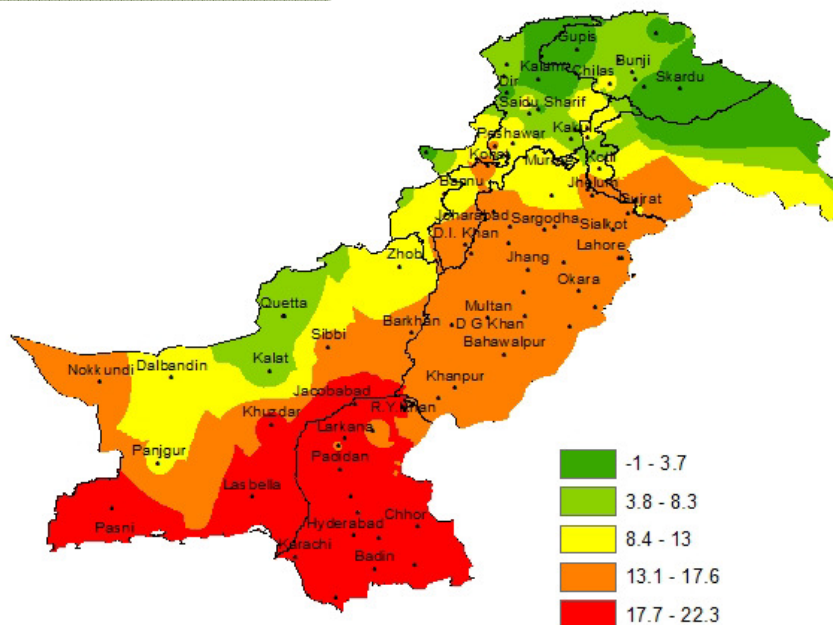 Gupis
Kalam
Bunji
Chilas
Dir
Skardu
Saidu Sharif
Kakul
Peshawar
Kohat
Murree
Kotli
Bannu
Jhelum
Gujrat
Joharabad
Sargodha
Sialkot
D.I. Khan
Lahore
Zhob
Jhang
Okara
Quetta
Multan
Barkhan
D G Khan
Sibbi
Bahawalpur
Kalat
Nokkundi
Dalbandin
Khanpur
Jacobabad
R.Y.Khan
Khuzdar
Larkana
Panjgur
Padidan
Lasbella
Pasni
Hyderabad
Chhor
Karachi
Badin
-1 - 3.7
3.8 - 8.3
8.4 - 13
13.1 - 17.6
17.7 - 22.3